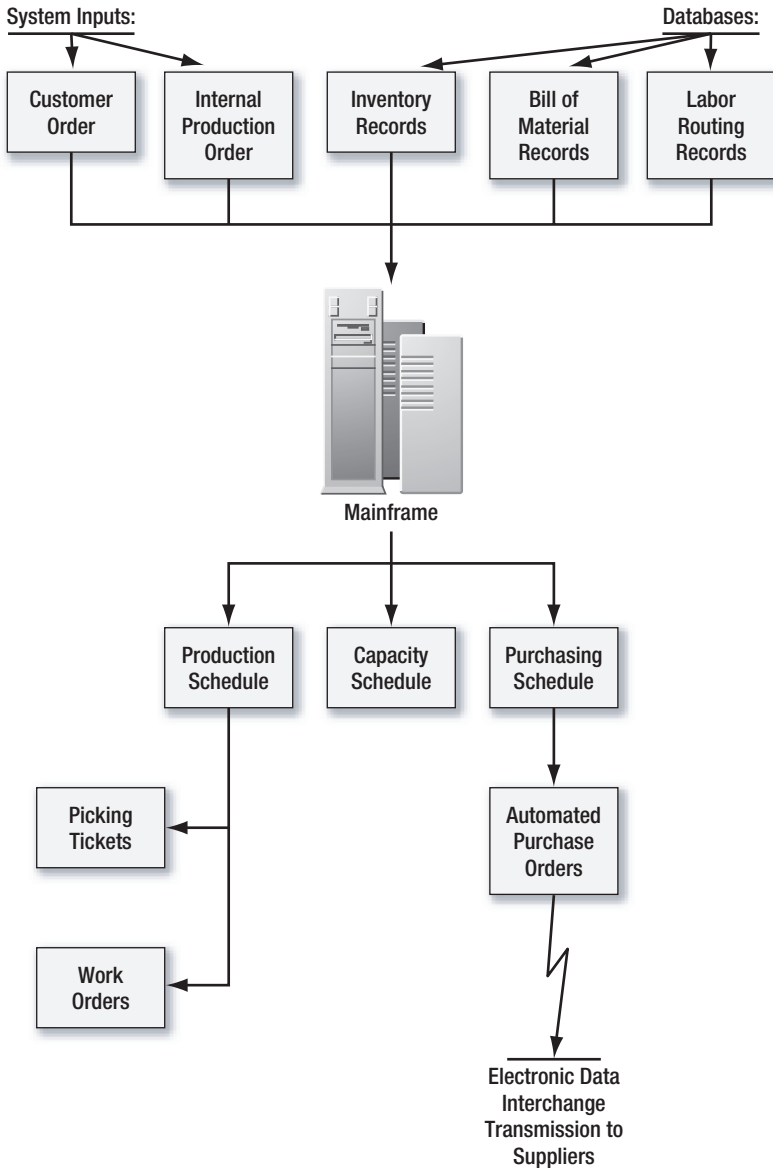 System Inputs:
Databases:
Customer
Order
Internal
Production
Order
Inventory
Records
Bill of
Material
Records
Labor
Routing
Records
Mainframe
Production
Schedule
Capacity
Schedule
Purchasing
Schedule
Picking
Tickets
Automated
Purchase
Orders
Work
Orders
Electronic Data
Interchange
Transmission to
Suppliers